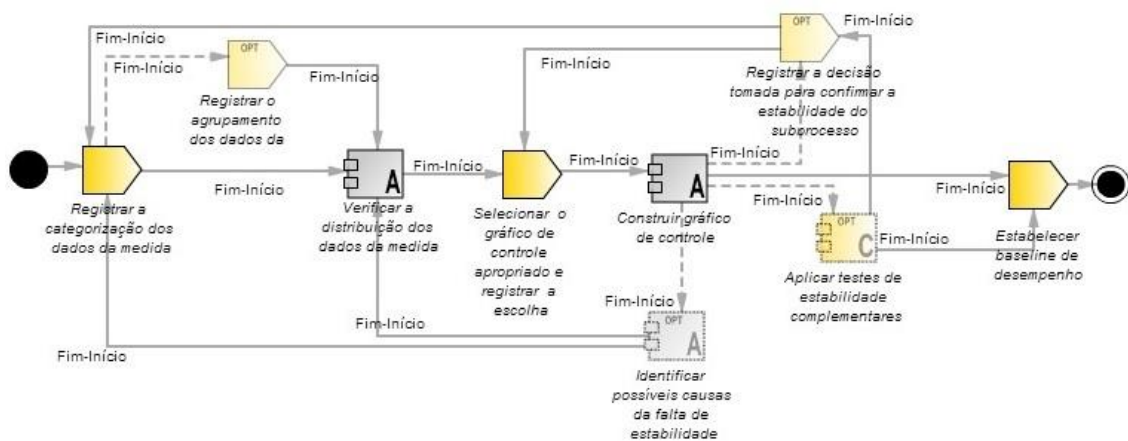 Fim-Início
OPT
Fim-Início
Fim-Início
Fim-Início
Fim-Início
OPT
Fim-Início
Registrar o
agrupamento
dos dados da
Registrar a decisão
tomada para confirmar a
estabilidade do
subprocesso
Fim-Início
Fim-Início
A
Fim-Início
Fim-Início
A
Fim-Início
Fim-Início
Registrar a
categorização dos
dados da medida
Verificar a
distribuição dos
dados da medida
Selecionar o
gráfico de
controle
apropriado e
registrar a
escolha
Construir gráfico
de controle
OPT
C
Fim-Início
Aplicar testes de
estabilidade
complementares
Estabelecer
baseline de
desempenho
Fim-Início
Fim-Início
Fim-Início
OPT
A
Identificar
possíveis causas
da falta de
estabilidade